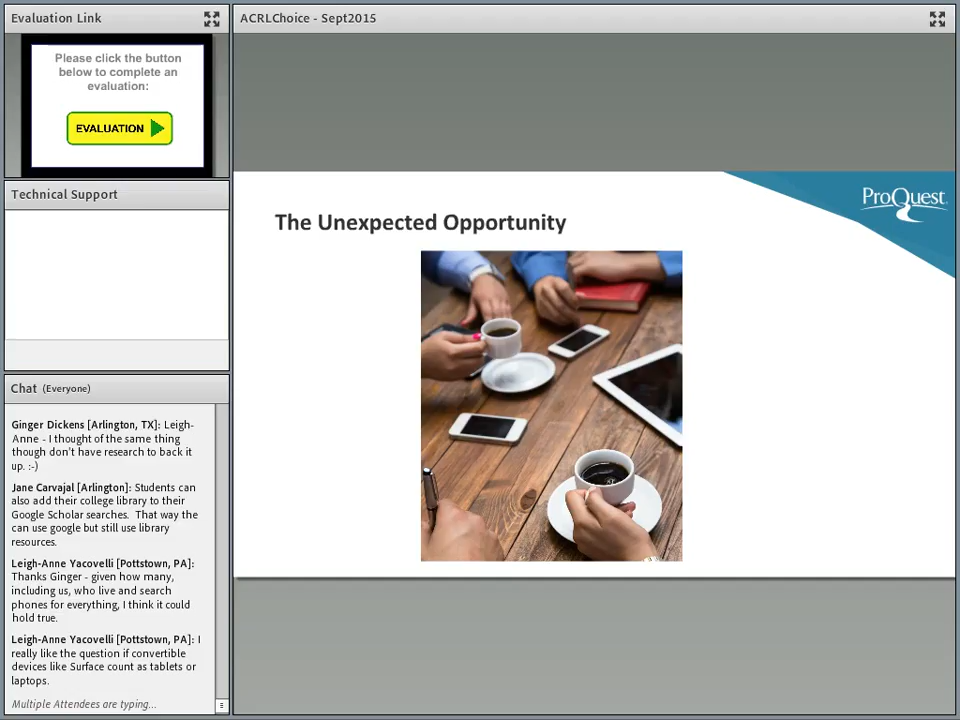 Evaluation Link
Please click the button
below to complete an
evaluation:
EVALUATION
Technical Support
Chat (Everyone)
Ginger Dickens [Arlington, TX]: Leigh-
Anne - I thought of the same thing
though don't have research to back it
up. :-)
Jane Carvajal [Arlington]: Students can
also add their college library to their
Google Scholar searches. That way the
can use google but still use library
resources.
Leigh-Anne Yacovelli [Pottstown, PA]:
Thanks Ginger - given how many,
including us, who live and search
phones for everything, I think it could
hold true.
Leigh-Anne Yacovelli [Pottstown, PA]: I
really like the question if convertible
devices like Surface count as tablets or
laptops.
Multiple Attendees are typing...
ACRLChoice - Sept2015
ProQuest
The Unexpected Opportunity